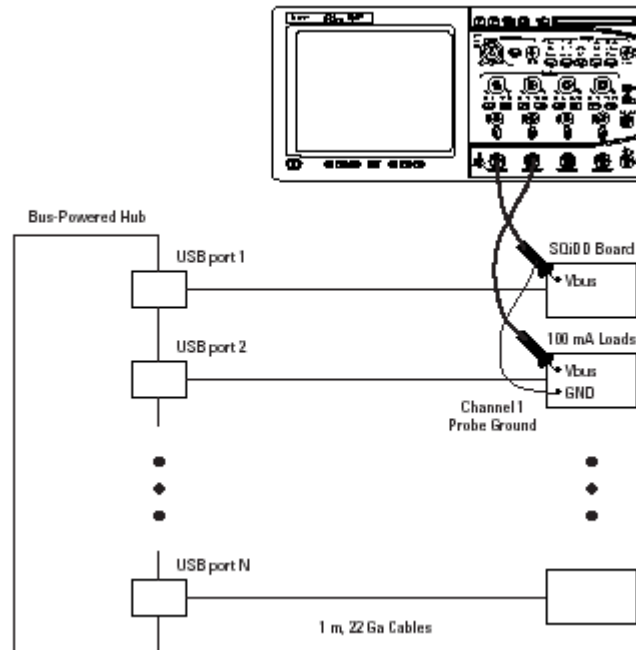 Bus-Powered Hub
USB port 1
SQiDD Board
Vbus
USB port 2
100 mA Loads
Vbus
GND
Channel 1
Probe Ground
USB port N
1 m, 22 Ga Cables